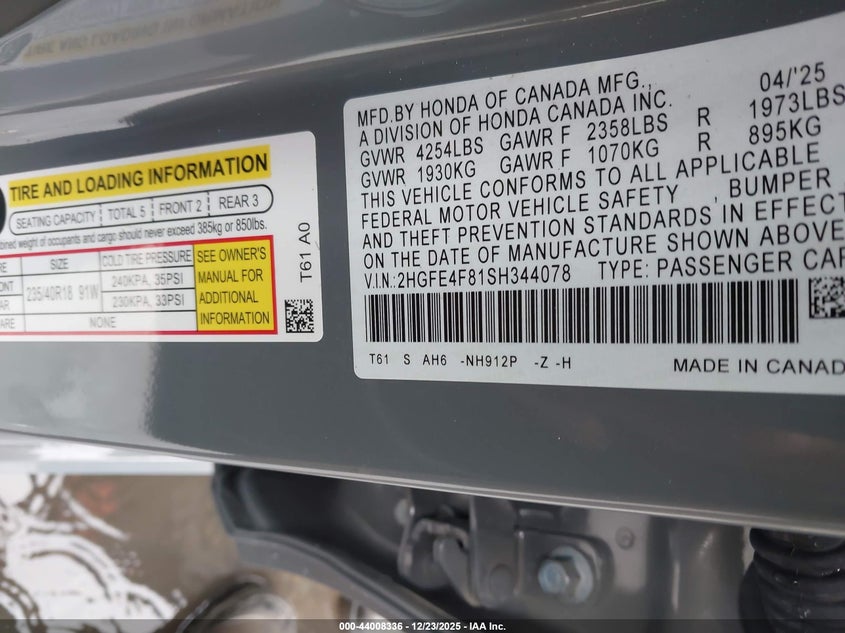 TIRE AND LOADING INFORMATION
SEATING CAPACITY TOTAL 5 FRONT 2 REAR 3
weight of occupants and cargo should never exceed 385kg or 850lbs.
SIZE COLD TIRE PRESSURE SEE OWNER'S
235/40R18 91W 240KPA, 35PSI MANUAL FOR
230KPA, 33PSI ADDITIONAL
NONE INFORMATION
T61 A0
MFD.BY HONDA OF CANADA MFG., 04/'25
A DIVISION OF HONDA CANADA INC.
GVWR 4254LBS GAWR F 2358LBS R 1973LBS
GVWR 1930KG GAWR F 1070KG R 895KG
THIS VEHICLE CONFORMS TO ALL APPLICABLE
FEDERAL MOTOR VEHICLE SAFETY , BUMPER
AND THEFT PREVENTION STANDARDS IN EFFECT
ON THE DATE OF MANUFACTURE SHOWN ABOVE
V.I.N.: 2HGFE4F81SH344078 TYPE: PASSENGER CAR
T61 S AH6 -NH912P -Z -H
MADE IN CANAD
000-44008336 - 12/23/2025 - IAA Inc.